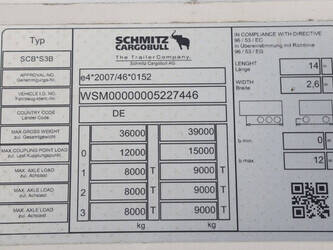 Typ
SCHMITZ
CARGOBULL
The Trailer Company.
Schmitz Cargobull AG
IN COMPLIANCE WITH DIRECTIVE
96 / 53 / EC
in Übereinstimmung mit Richtlinie
96 / 53 / EG
SCB*S3B
APPROVAL NO.
Genehmigungs-Nr.
e4*2007/46*0152
LENGHT
Länge
14 m
VEHICLE I.D. NO.
Fahrzeug-Ident.-Nr.
WSM00000005227446
WIDTH
Breite
2,6 m
COUNTRY CODE
Länder Code
DE
MAX GROSS WEIGHT
zul. Gesamtgewicht
36000
39000
MAX.COUPLING POINT LOAD
zul. Last Kupplungspunkt
0
12000
15000
b min
0
MAX. AXLE LOAD
zul. Achslast
1
8000
T
9000
T
b max
12
MAX. AXLE LOAD
zul. Achslast
2
8000
T
9000
T
MAX. AXLE LOAD
zul. Achslast
3
8000
T
9000
T
kg
kg